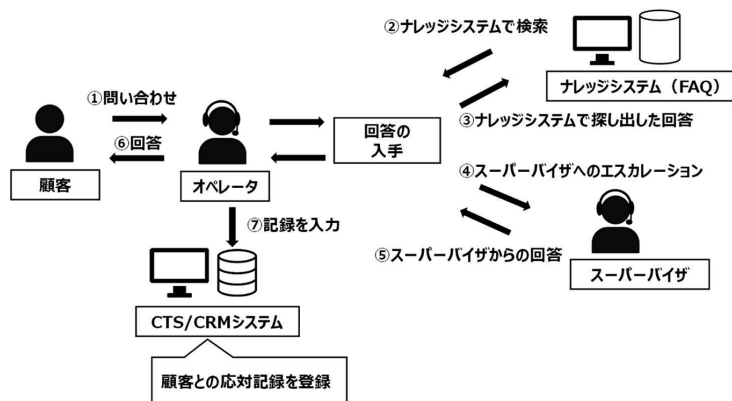 ②ナレッジシステムで検索
ナレッジシステム（FAQ）
①問い合わせ
③ナレッジシステムで探し出した回答
⑥回答
回答の
入手
顧客
オペレータ
④スーパーバイザへのエスカレーション
⑦記録を入力
⑤スーパーバイザからの回答
スーパーバイザ
CTS/CRMシステム
顧客との応対記録を登録